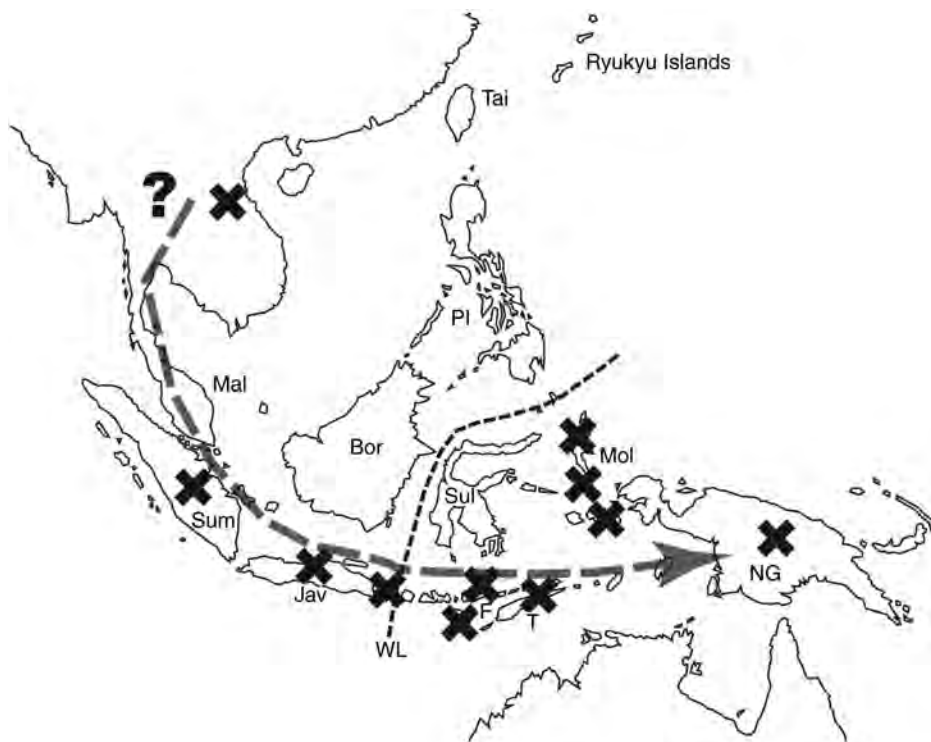 Ryukyu Islands
Tai
?
PI
Mal
Bor
Mol
Sul
Sum
NG
Jav
F
T
WL